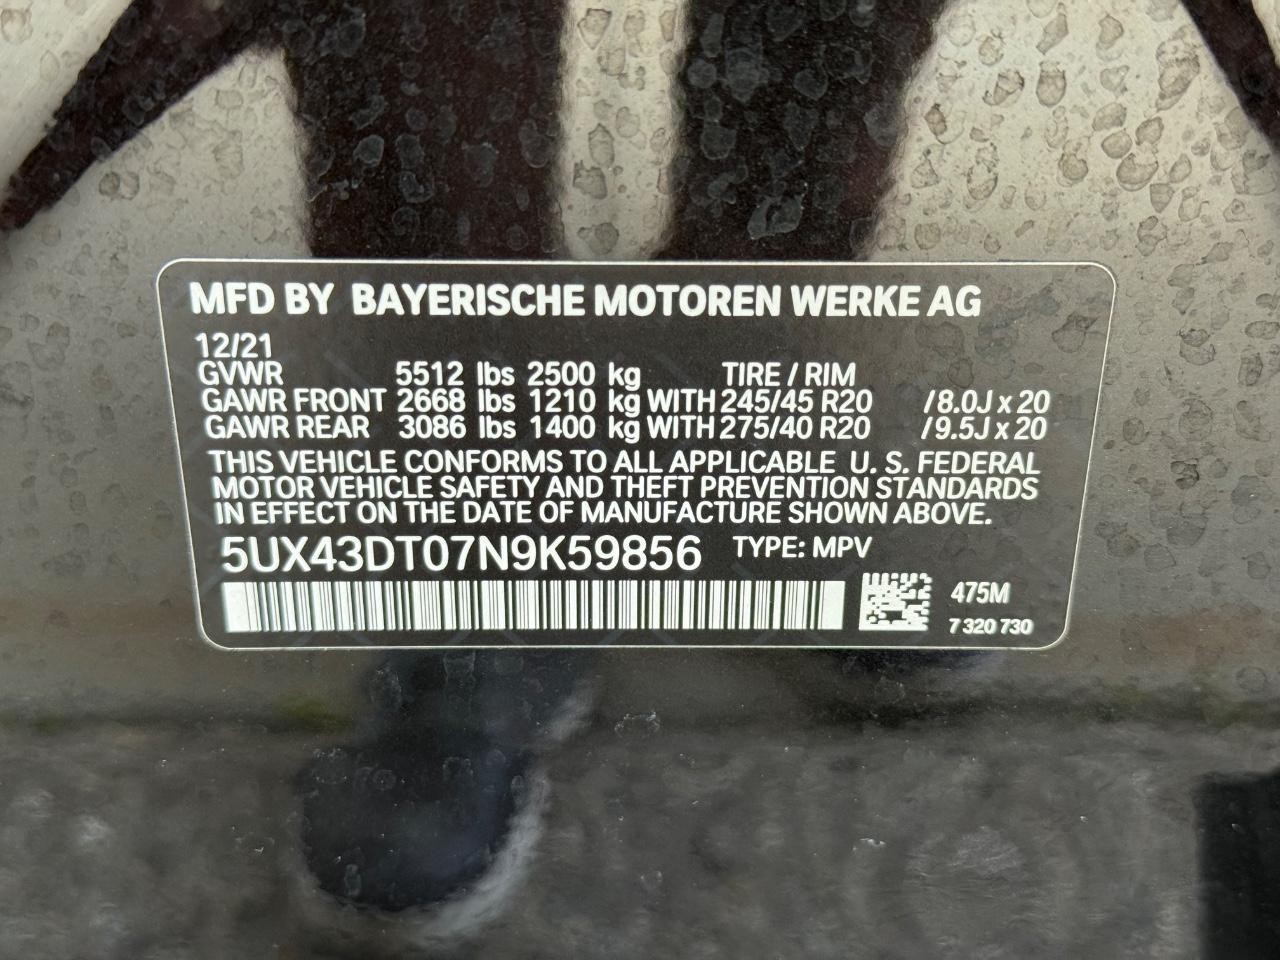 MFD BY BAYERISCHE MOTOREN WERKE AG
12/21
GVWR 5512 lbs 2500 kg TIRE / RIM
GAWR FRONT 2668 lbs 1210 kg WITH 245/45 R20 /8.0J x 20
GAWR REAR 3086 lbs 1400 kg WITH 275/40 R20 /9.5J x 20
THIS VEHICLE CONFORMS TO ALL APPLICABLE U. S. FEDERAL
MOTOR VEHICLE SAFETY AND THEFT PREVENTION STANDARDS
IN EFFECT ON THE DATE OF MANUFACTURE SHOWN ABOVE.
5UX43DT07N9K59856 TYPE: MPV
475M
7 320 730